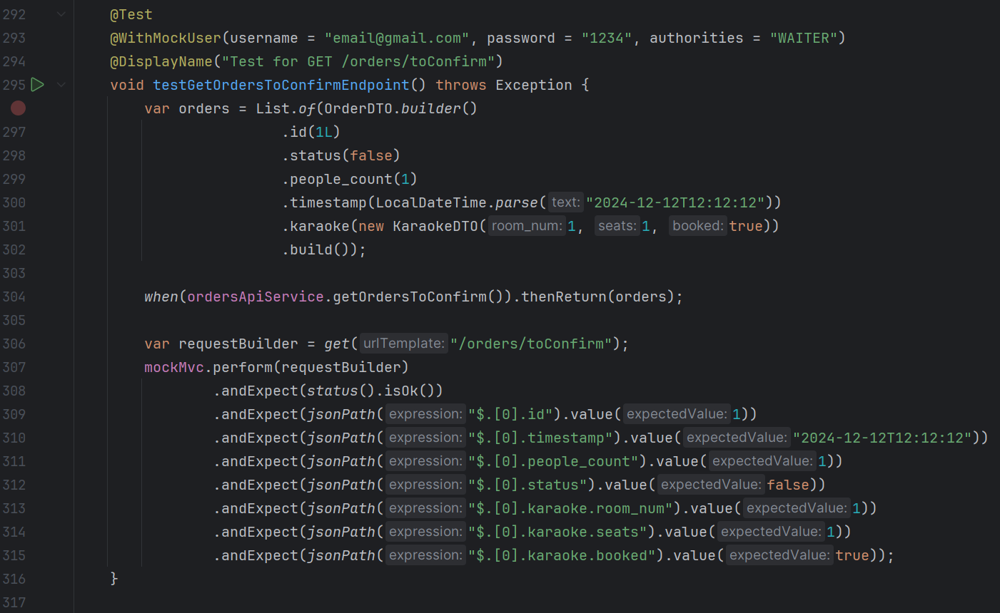 292 @Test
293 @WithMockUser(username = "email@gmail.com", password = "1234", authorities = "WAITER")
294 @DisplayName("Test for GET /orders/toConfirm")
295 void testGetOrdersToConfirmEndpoint() throws Exception {
var orders = List.of(OrderDTO.builder()
297 .id(1L)
298 .status(false)
299 .people_count(1)
300 .timestamp(LocalDateTime.parse( text: "2024-12-12T12:12:12"))
301 .karaoke(new KaraokeDTO( room_num: 1, seats: 1, booked: true))
302 .build());
303
304 when(ordersApiService.getOrdersToConfirm()).thenReturn(orders);
305
306 var requestBuilder = get( urlTemplate: "/orders/toConfirm");
307 mockMvc.perform(requestBuilder)
308 .andExpect(status().isOk())
309 .andExpect(jsonPath( expression: "$.[0].id").value( expectedValue: 1))
310 .andExpect(jsonPath( expression: "$.[0].timestamp").value( expectedValue: "2024-12-12T12:12:12"))
311 .andExpect(jsonPath( expression: "$.[0].people_count").value( expectedValue: 1))
312 .andExpect(jsonPath( expression: "$.[0].status").value( expectedValue: false))
313 .andExpect(jsonPath( expression: "$.[0].karaoke.room_num").value( expectedValue: 1))
314 .andExpect(jsonPath( expression: "$.[0].karaoke.seats").value( expectedValue: 1))
315 .andExpect(jsonPath( expression: "$.[0].karaoke.booked").value( expectedValue: true));
316 }
317